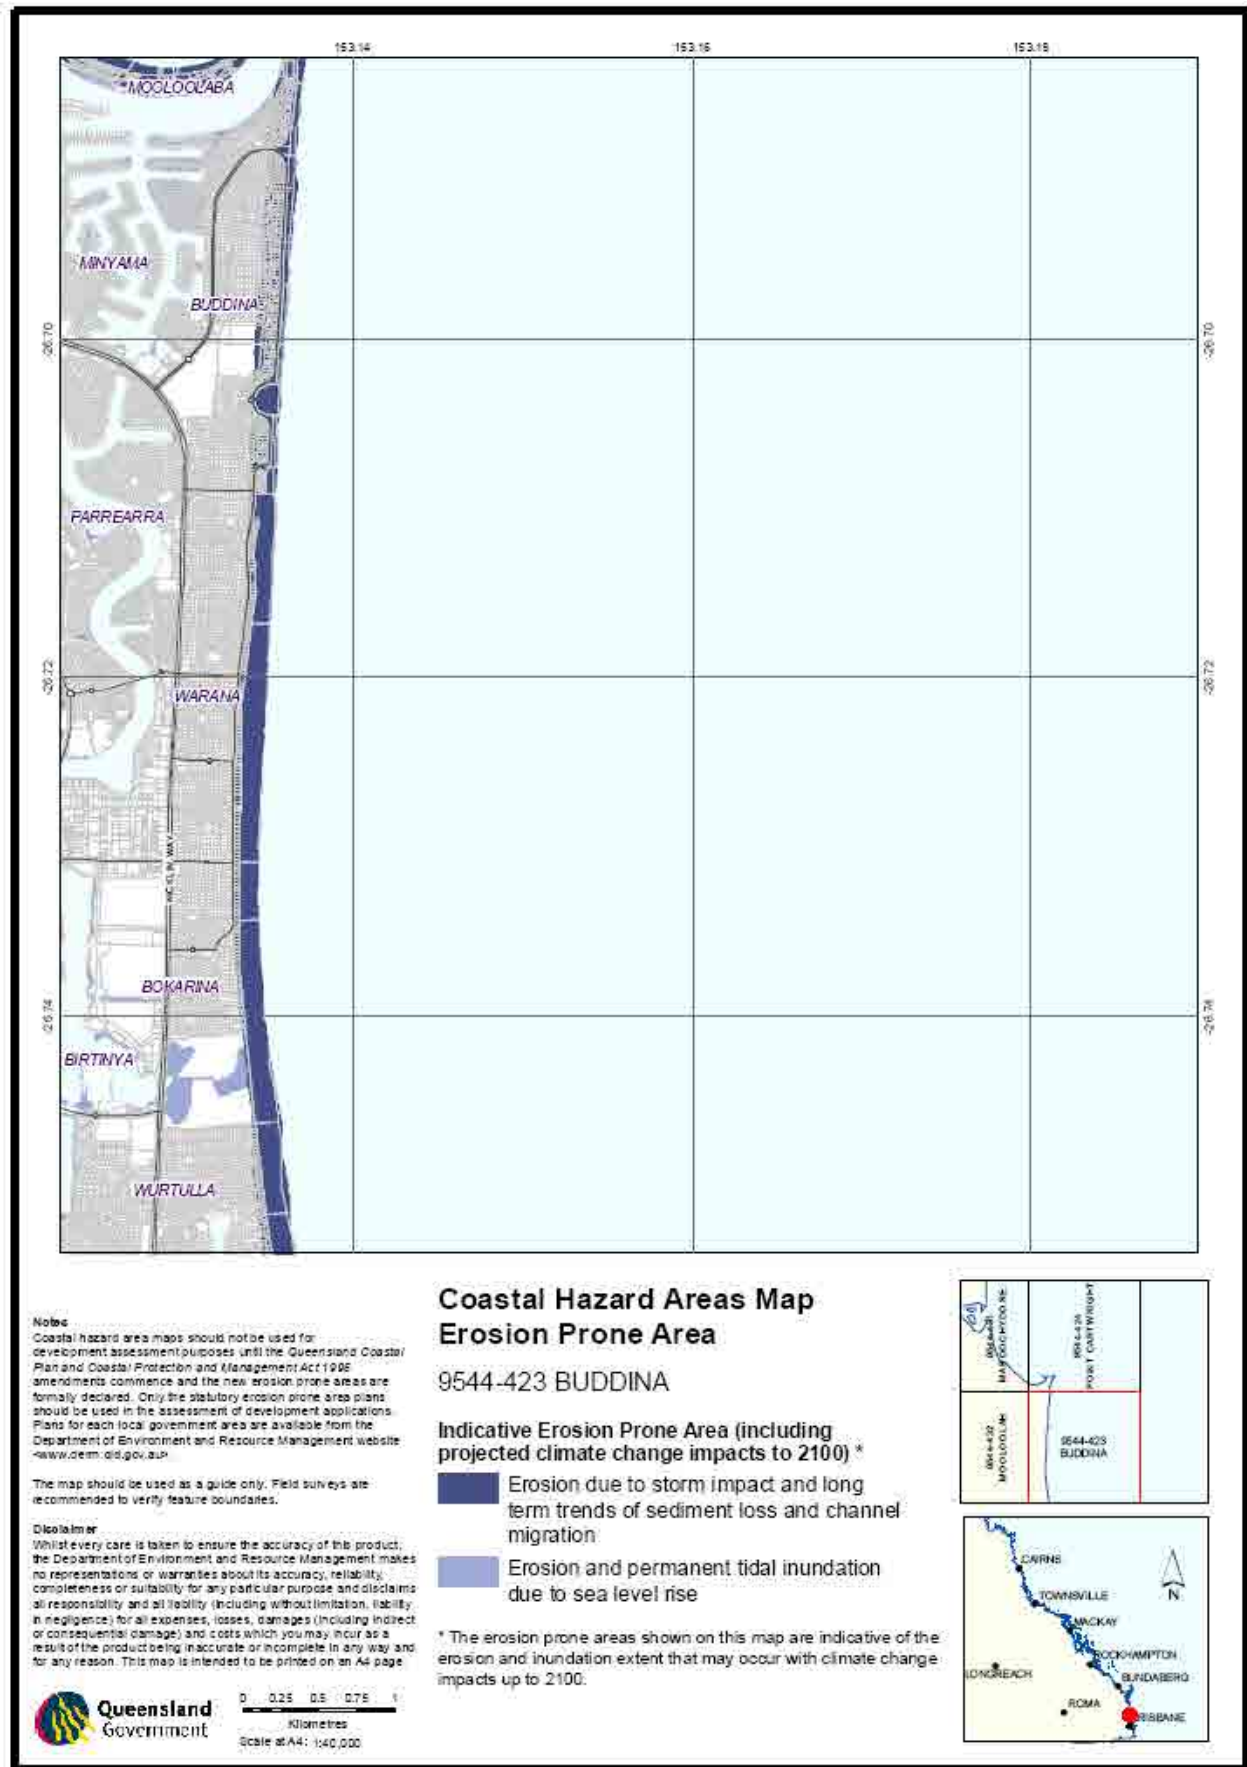 153.14
153.16
153.18
MOOLOOLABA
MINYAMA
BUDDINA
-26.70
-26.70
PARREARRA
-26.72
-26.72
WARANA
NICKLIN WAY
BOKARINA
-26.74
-26.74
BIRTINYA
WURTULLA
Notes
Coastal hazard area maps should not be used for
development assessment purposes until the Queensland Coastal
Plan and Coastal Protection and Management Act 1995
amendments commence and the new erosion prone areas are
formally declared. Only the statutory erosion prone area plans
should be used in the assessment of development applications.
Plans for each local government area are available from the
Department of Environment and Resource Management website
<www.derm.qld.gov.au>
The map should be used as a guide only. Field surveys are
recommended to verify feature boundaries.
Disclaimer
Whilst every care is taken to ensure the accuracy of this product,
the Department of Environment and Resource Management makes
no representations or warranties about its accuracy, reliability,
completeness or suitability for any particular purpose and disclaims
all responsibility and all liability (including without limitation, liability
in negligence) for all expenses, losses, damages (including indirect
or consequential damage) and costs which you may incur as a
result of the product being inaccurate or incomplete in any way and
for any reason. This map is intended to be printed on an A4 page
Queensland
Government
0 0.25 0.5 0.75 1
Kilometres
Scale at A4: 1:40,000
Coastal Hazard Areas Map
Erosion Prone Area
9544-423 BUDDINA
Indicative Erosion Prone Area (including
projected climate change impacts to 2100) *
Erosion due to storm impact and long
term trends of sediment loss and channel
migration
Erosion and permanent tidal inundation
due to sea level rise
* The erosion prone areas shown on this map are indicative of the
erosion and inundation extent that may occur with climate change
impacts up to 2100.
MAROOCHYDORE
9544-424
POINT CARTWRIGHT
9544-432
MOOLOOLAH
9544-423
BUDDINA
CAIRNS
TOWNSVILLE
MACKAY
ROCKHAMPTON
LONGREACH
BUNDABERG
ROMA
BRISBANE
N